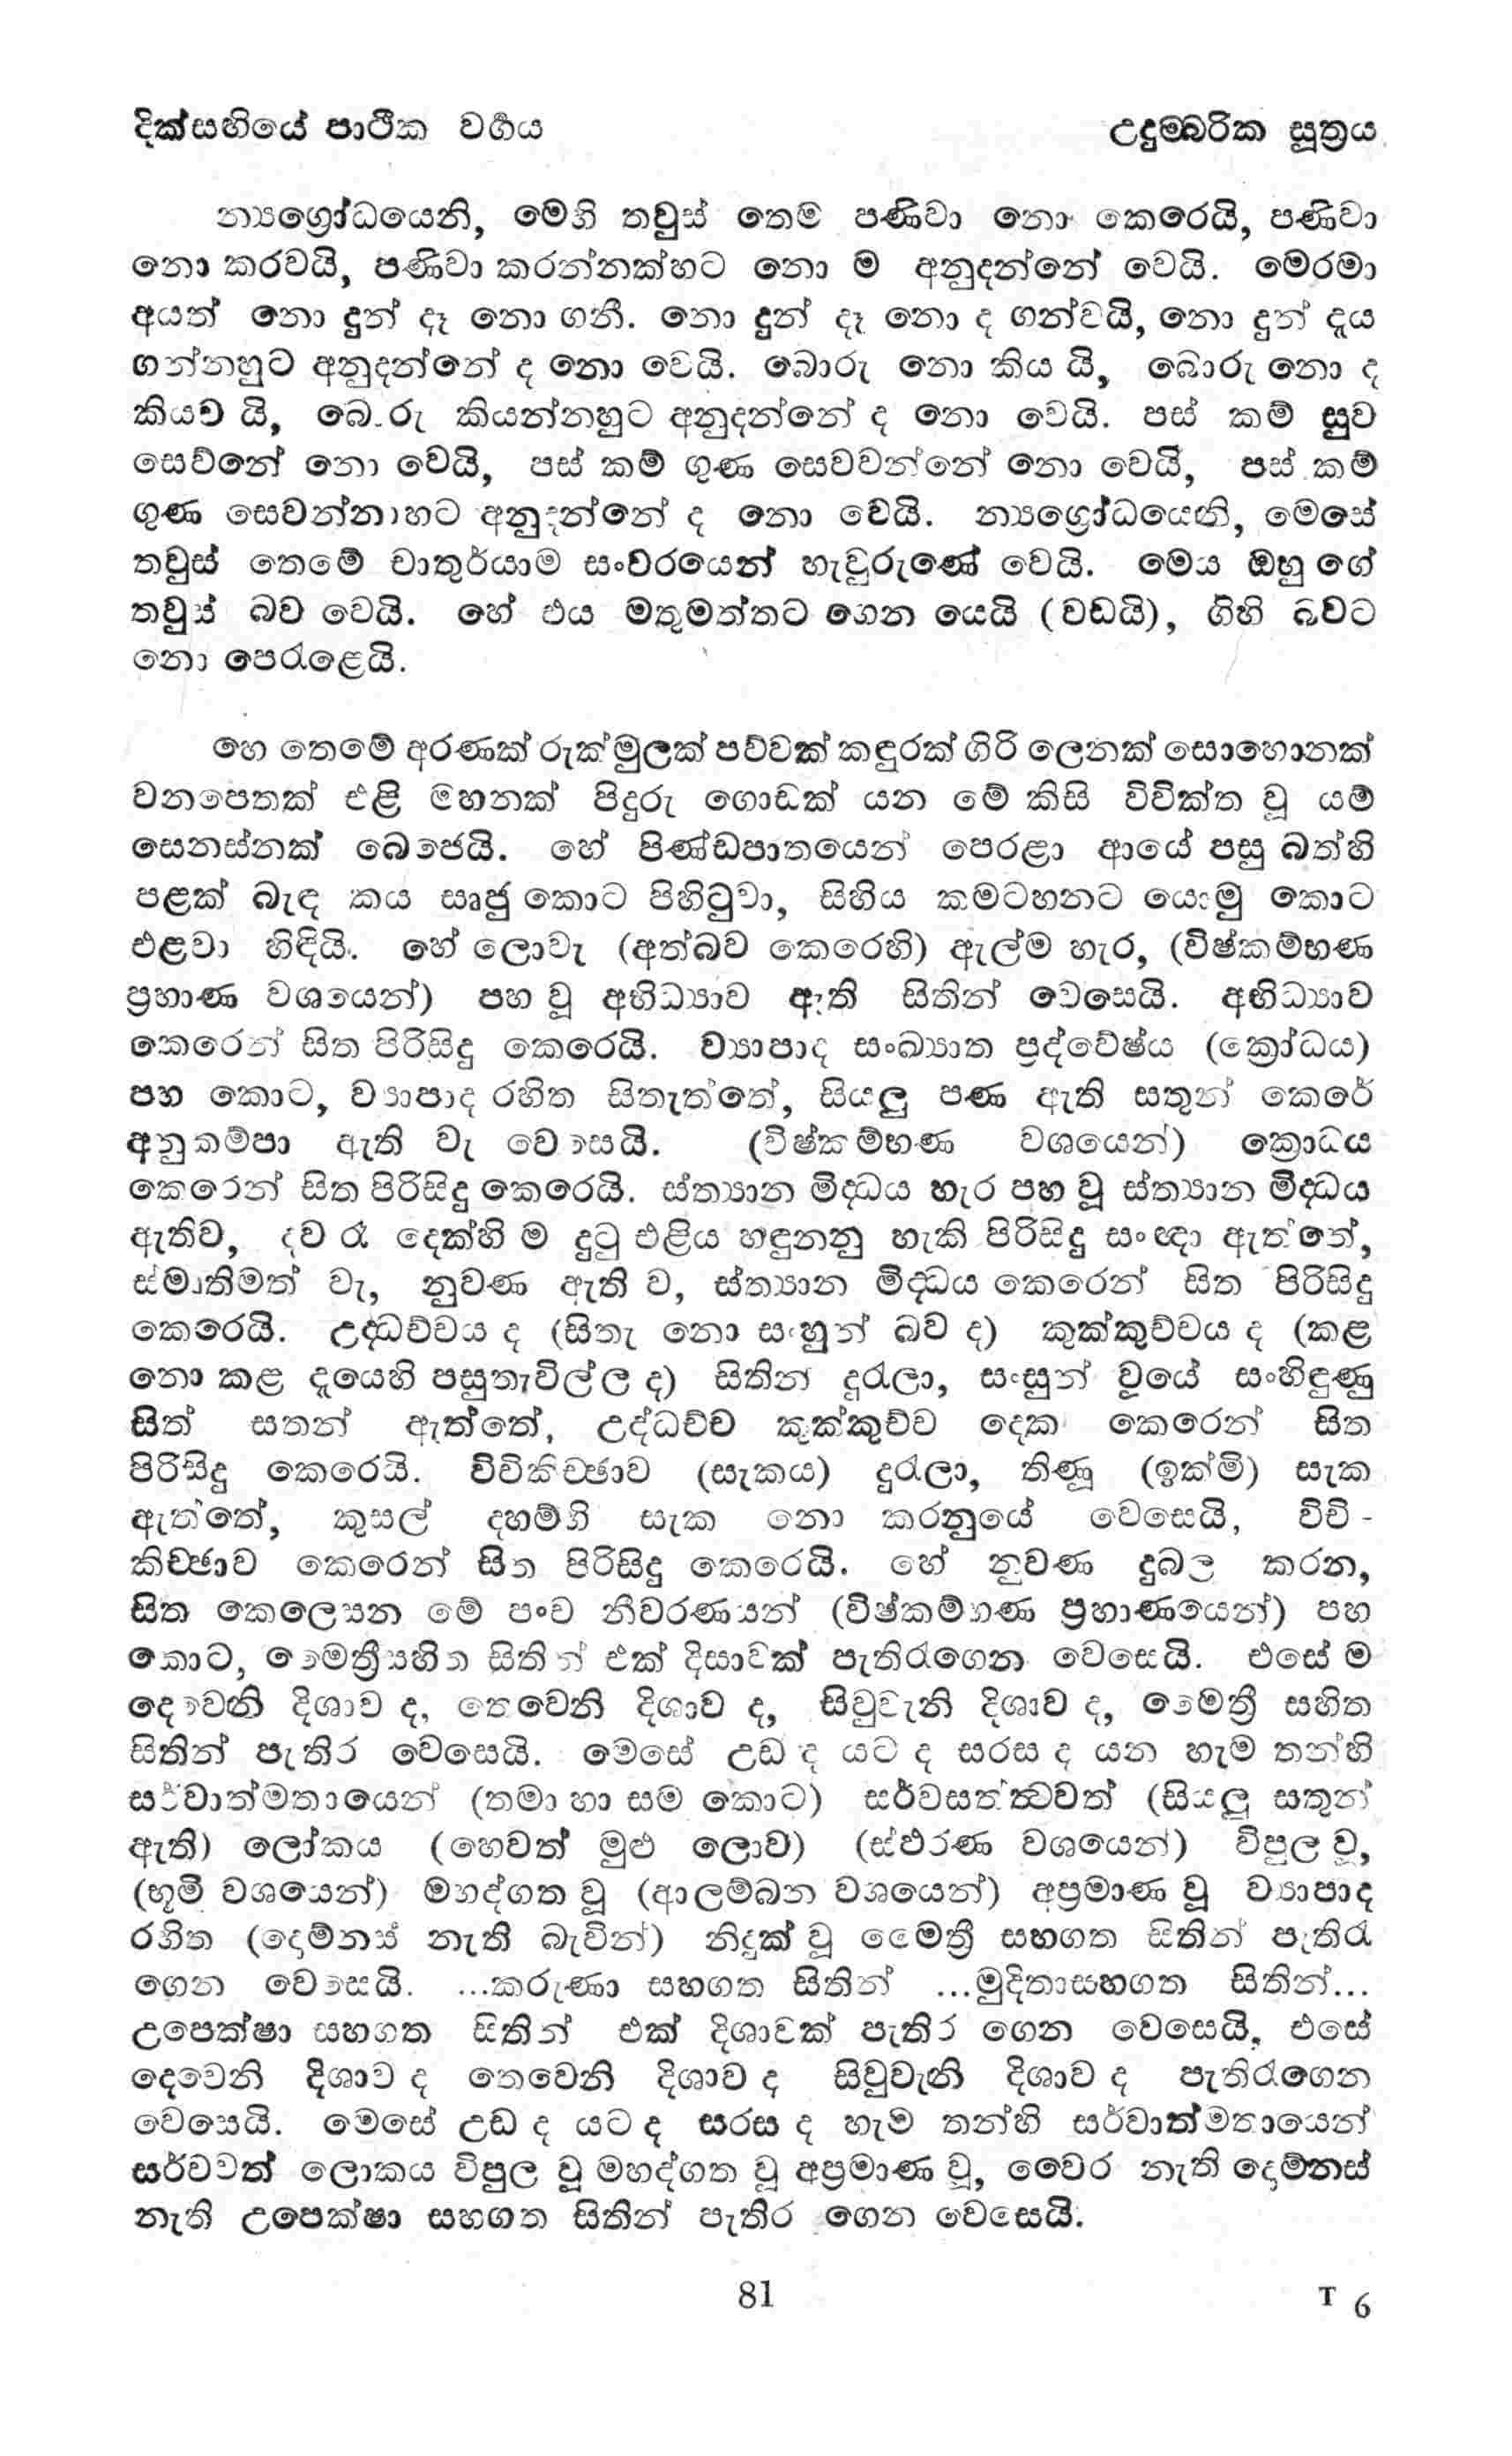 දික්සඟියේ පාථික වර්‍ගය
උදුම්බරික සූත්‍රය
න්‍යග්‍රෝධයෙනි, මෙහි තවුස් තෙම පණිවා නො කෙරෙයි, පණිවා
නො කරවයි, පණිවා කරන්නක්හට නො ම අනුදන්නේ වෙයි. මෙරමා
අයත් නො දුන් දෑ නො ගනී. නො දුන් දෑ නො ද ගන්වයි, නො දුන් දැය
ගන්නහුට අනුදන්නේ ද නො වෙයි. බොරු නො කිය යි, බොරු නො ද
කියව යි, බොරු කියන්නහුට අනුදන්නේ ද නො වෙයි. පස් කම් සුව
සෙව්නේ නො වෙයි, පස් කම් ගුණ සෙවවන්නේ නො වෙයි, පස් කම්
ගුණ සෙවන්නාහට අනුදන්නේ ද නො වෙයි. න්‍යග්‍රෝධයෙනි, මෙසේ
තවුස් තෙමේ චාතුර්යාම සංවරයෙන් හැවුරුණේ වෙයි. මෙය ඔහු ගේ
තවුස් බව වෙයි. හේ එය මතුමත්තට ගෙන යෙයි (වඩයි), ගිහි බවට
නො පෙරැළෙයි.
හෙ තෙමේ අරණක් රුක්මුලක් පව්වක් කඳුරක් ගිරි ලෙනක් සොහොනක්
වනපෙතක් එළි මහනක් පිදුරු ගොඩක් යන මේ කිසි විවික්ත වූ යම්
සෙනස්නක් බෙජෙයි. හේ පිණ්ඩපාතයෙන් පෙරළා ආයේ පසු බත්හි
පළක් බැඳ කය සෘජු කොට පිහිටුවා, සිහිය කමටහනට යොමු කොට
එළවා හිඳියි. හේ ලොවැ (අත්බව කෙරෙහි) ඇල්ම හැර, (විෂ්කම්භණ
ප්‍රහාණ වශයෙන්) පහ වූ අභිධ්‍යාව ඇති සිතින් වෙසෙයි. අභිධ්‍යාව
කෙරෙන් සිත පිරිසිදු කෙරෙයි. ව්‍යාපාද සංඛ්‍යාත ප්‍රද්වේෂ්ය (ක්‍රෝධය)
පහ කොට, ව්‍යාපාද රහිත සිතැත්තේ, සියලු පණ ඇති සතුන් කෙරේ
අනුකම්පා ඇති වැ වෙසෙයි. (විෂ්කම්භණ වශයෙන්) ක්‍රොධය
කෙරෙන් සිත පිරිසිදු කෙරෙයි. ස්ත්‍යාන මිද්ධය හැර පහ වූ ස්ත්‍යාන මිද්ධය
ඇතිව, දව රෑ දෙක්හි ම දුටු එළිය හඳුනනු හැකි පිරිසිදු සංඥා ඇත්තේ,
ස්මෘතිමත් වැ, නුවණ ඇති ව, ස්ත්‍යාන මිද්ධය කෙරෙන් සිත පිරිසිදු
කෙරෙයි. උද්ධච්චය ද (සිතැ නො සංහුන් බව ද) කුක්කුච්චය ද (කළ
නො කළ දැයෙහි පසුතැවිල්ල ද) සිතින් දුරැලා, සංසුන් වූයේ සංහිඳුණු
සිත් සතන් ඇත්තේ, උද්ධච්ච කුක්කුච්ච දෙක කෙරෙන් සිත
පිරිසිදු කෙරෙයි. විචිකිච්ඡාව (සැකය) දුරැලා, තිණූ (ඉක්මි) සැක
ඇත්තේ, කුසල් දහම්හි සැක නො කරනුයේ වෙසෙයි, විචි-
කිච්ඡාව කෙරෙන් සිත පිරිසිදු කෙරෙයි. හේ නුවණ දුබල කරන,
සිත කෙලෙසන මේ පංච නීවරණයන් (විෂ්කම්භණ ප්‍රහාණයෙන්) පහ
කොට, මෛත්‍රීසහිත සිතින් එක් දිසාවක් පැතිරැගෙන වෙසෙයි. එසේ ම
දෙවෙනි දිශාව ද, තෙවෙනි දිශාව ද, සිවුවැනි දිශාව ද, මෛත්‍රී සහිත
සිතින් පැතිර වෙසෙයි. මෙසේ උඩ ද යට ද සරස ද යන හැම තන්හි
සර්වාත්මතායෙන් (තමා හා සම කොට) සර්වසත්ත්වවත් (සියලු සතුන්
ඇති) ලෝකය (හෙවත් මුළු ලොව) (ස්ඵරණ වශයෙන්) විපුල වූ,
(භූමි වශයෙන්) මහද්ගත වූ (ආලම්බන වශයෙන්) අප්‍රමාණ වූ ව්‍යාපාද
රහිත (දොම්නස් නැති බැවින්) නිදුක් වූ මෛත්‍රී සහගත සිතින් පැතිරැ
ගෙන වෙසෙයි. ...කරුණා සහගත සිතින් ...මුදිතාසහගත සිතින්...
උපෙක්ෂා සහගත සිතින් එක් දිශාවක් පැතිර ගෙන වෙසෙයි, එසේ
දෙවෙනි දිශාව ද තෙවෙනි දිශාව ද සිවුවැනි දිශාව ද පැතිරැගෙන
වෙසෙයි. මෙසේ උඩ ද යට ද සරස ද හැම තන්හි සර්වාත්මතායෙන්
සර්වවත් ලොකය විපුල වූ මහද්ගත වූ අප්‍රමාණ වූ, වෛර නැති දොම්නස්
නැති උපෙක්ෂා සහගත සිතින් පැතිර ගෙන වෙසෙයි.
81
T 6